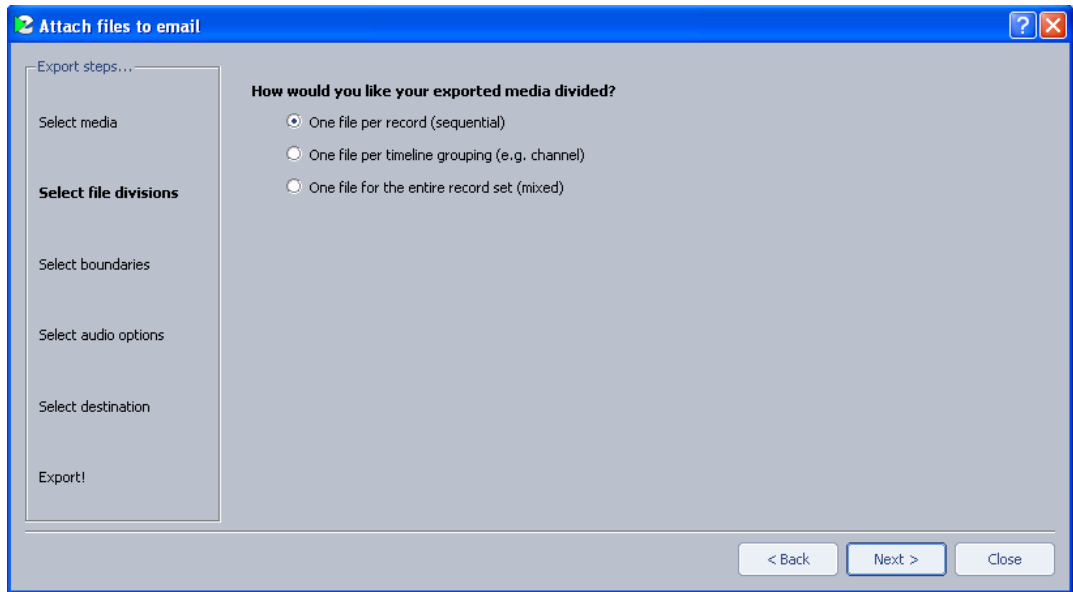 Attach files to email
Export steps...
Select media
Select file divisions
Select boundaries
Select audio options
Select destination
Export!
How would you like your exported media divided?
One file per record (sequential)
One file per timeline grouping (e.g. channel)
One file for the entire record set (mixed)
< Back
Next >
Close